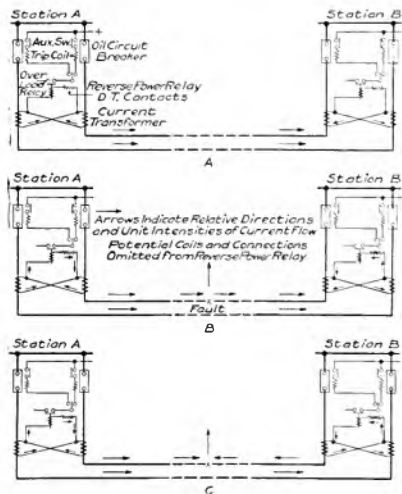 Station A
Station B
Aux. Sw.
Trip Coil
+
Oil Circuit
Breaker
Over
Load
Relay
Reverse Power Relay
D.T. Contacts
Current
Transformer
A
Station A
Station B
Arrows Indicate Relative Directions
and Unit Intensities of Current Flow
Potential Coils and Connections
Omitted from Reverse Power Relay
Fault
B
Station A
Station B
C